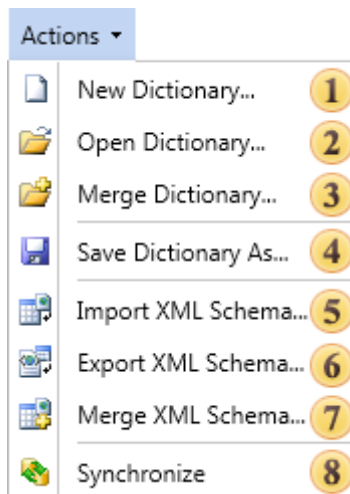 Actions
New Dictionary... 1
Open Dictionary... 2
Merge Dictionary... 3
Save Dictionary As... 4
Import XML Schema... 5
Export XML Schema... 6
Merge XML Schema... 7
Synchronize 8